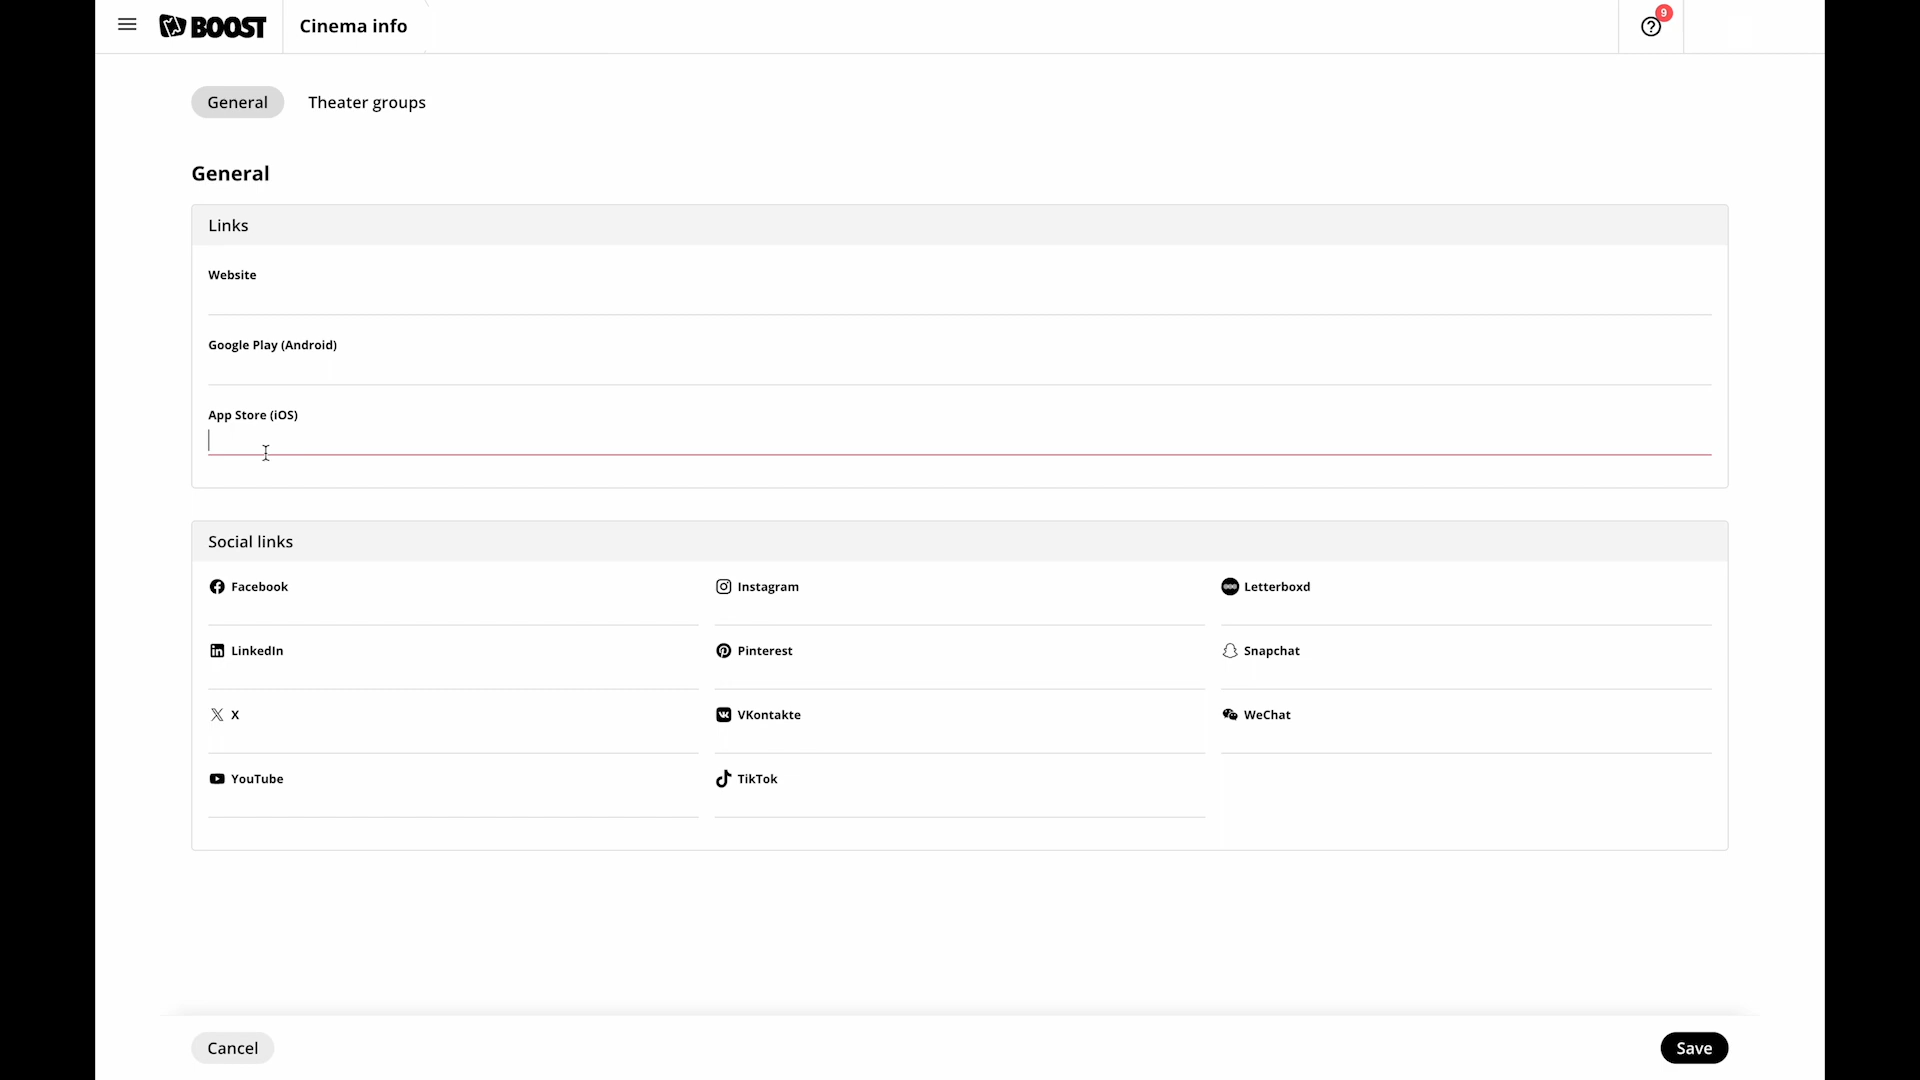 BOOST
Cinema info
9
General
Theater groups
General
Links
Website
Google Play (Android)
App Store (iOS)
Social links
Facebook
Instagram
Letterboxd
LinkedIn
Pinterest
Snapchat
X
VKontakte
WeChat
YouTube
TikTok
Cancel
Save